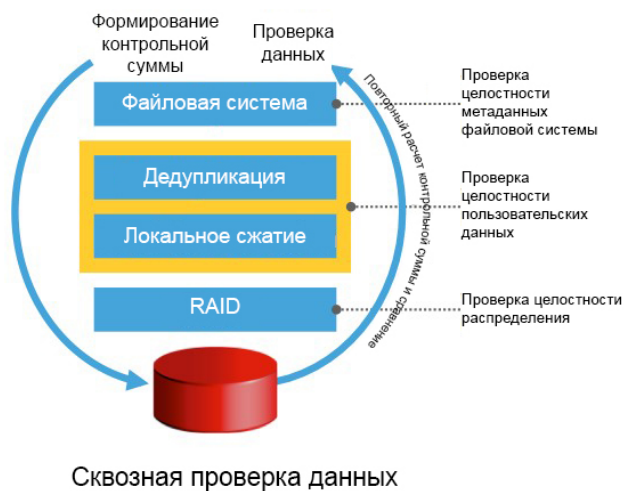 Формирование
контрольной
суммы
Проверка
данных
Файловая система
Дедупликация
Локальное сжатие
RAID
Повторный расчет контрольной суммы и сравнение
Проверка
целостности
метаданных
файловой системы
Проверка
целостности
пользовательских
данных
Проверка целостности
распределения
Сквозная проверка данных